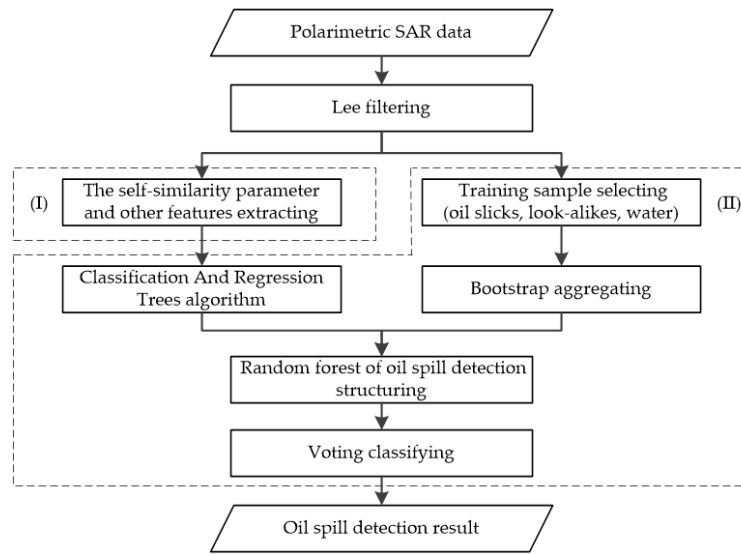 Polarimetric SAR data
Lee filtering
(I)
The self-similarity parameter
and other features extracting
Training sample selecting
(oil slicks, look-alikes, water)
(II)
Classification And Regression
Trees algorithm
Bootstrap aggregating
Random forest of oil spill detection
structuring
Voting classifying
Oil spill detection result